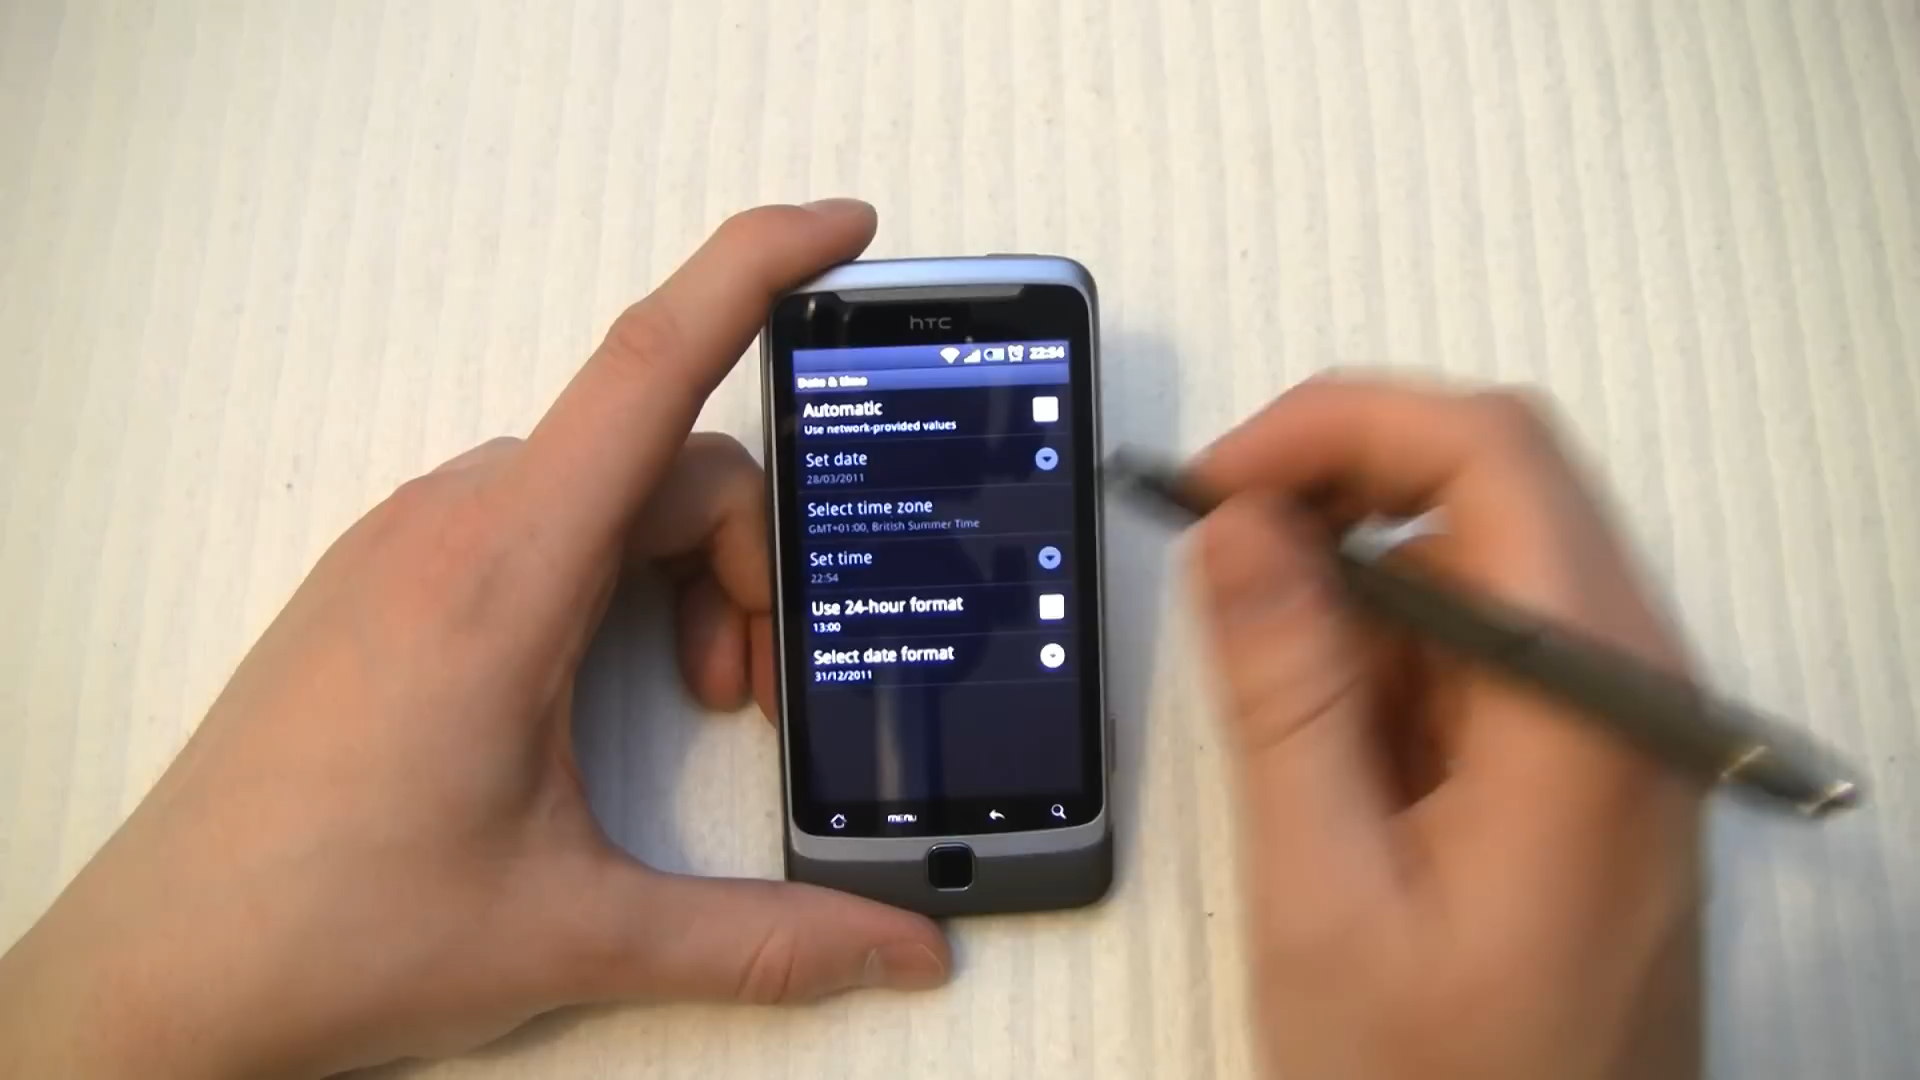 hTC
22:54
Date & time
Automatic
Use network-provided values
Set date
28/03/2011
Select time zone
GMT+01:00, British Summer Time
Set time
22:54
Use 24-hour format
13:00
Select date format
31/12/2011
menu